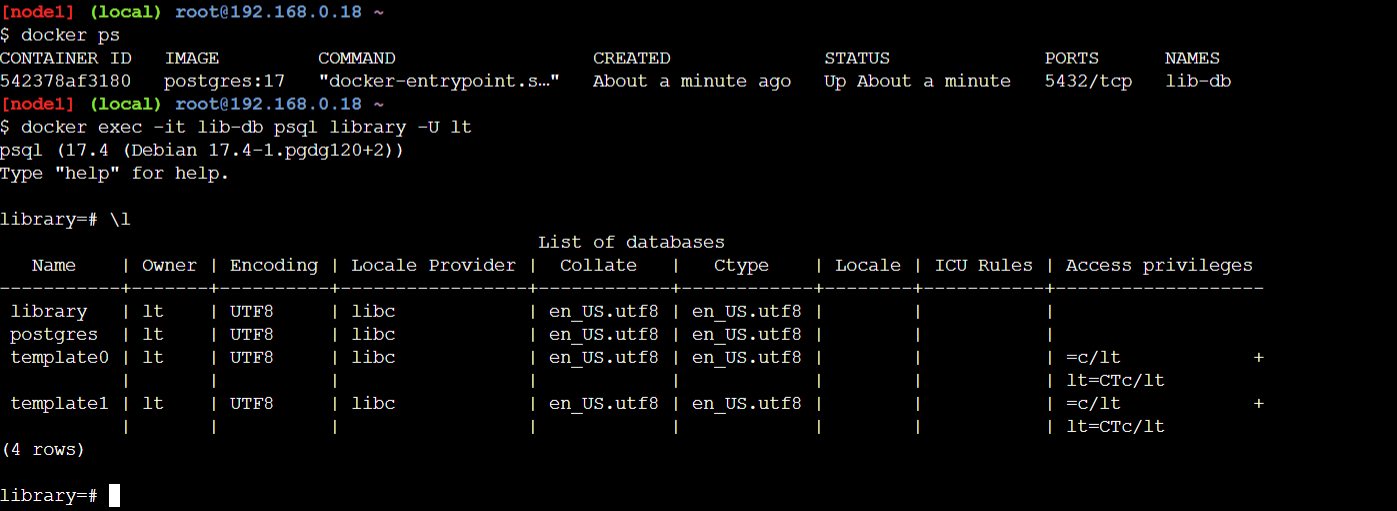 [node1] (local) root@192.168.0.18 ~
$ docker ps
CONTAINER ID   IMAGE         COMMAND                  CREATED              STATUS              PORTS      NAMES
542378af3180   postgres:17   "docker-entrypoint.s…"   About a minute ago   Up About a minute   5432/tcp   lib-db
[node1] (local) root@192.168.0.18 ~
$ docker exec -it lib-db psql library -U lt
psql (17.4 (Debian 17.4-1.pgdg120+2))
Type "help" for help.

library=# \l
                                                 List of databases
   Name    | Owner | Encoding | Locale Provider |  Collate   |   Ctype    | Locale | ICU Rules | Access privileges
-----------+-------+----------+-----------------+------------+------------+--------+-----------+-------------------
 library   | lt    | UTF8     | libc            | en_US.utf8 | en_US.utf8 |        |           |
 postgres  | lt    | UTF8     | libc            | en_US.utf8 | en_US.utf8 |        |           |
 template0 | lt    | UTF8     | libc            | en_US.utf8 | en_US.utf8 |        |           | =c/lt            +
           |       |          |                 |            |            |        |           | lt=CTc/lt
 template1 | lt    | UTF8     | libc            | en_US.utf8 | en_US.utf8 |        |           | =c/lt            +
           |       |          |                 |            |            |        |           | lt=CTc/lt
(4 rows)

library=#